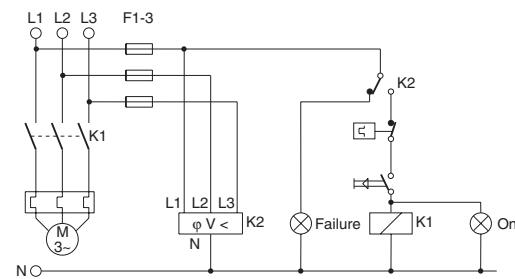 L1 L2 L3 F1-3
K2
K1
L1 L2 L3
φ V < K2
N
Failure
K1
On
M
3~
N